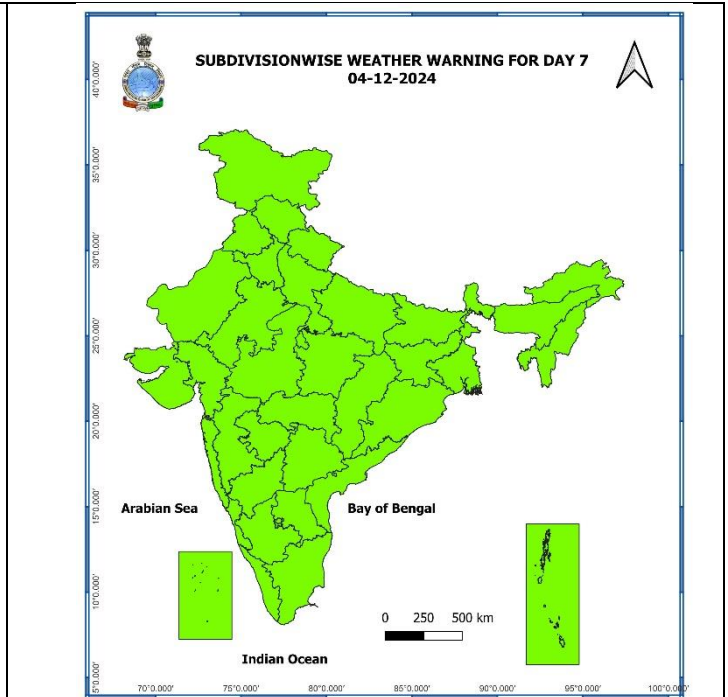 SUBDIVISIONWISE WEATHER WARNING FOR DAY 7
04-12-2024
40°0.000'
35°0.000'
30°0.000'
25°0.000'
20°0.000'
15°0.000'
10°0.000'
5°0.000'
Arabian Sea
Bay of Bengal
0 250 500 km
Indian Ocean
70°0.000' 75°0.000' 80°0.000' 85°0.000' 90°0.000' 95°0.000' 100°0.000'